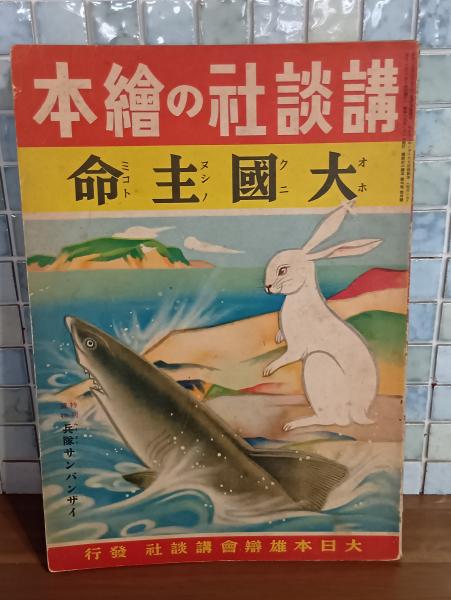 講談社の繪本
大國主命
オホ クニ ヌシノ ミコト
特別
兵隊サンバンザイ
大日本雄辯會講談社 發行